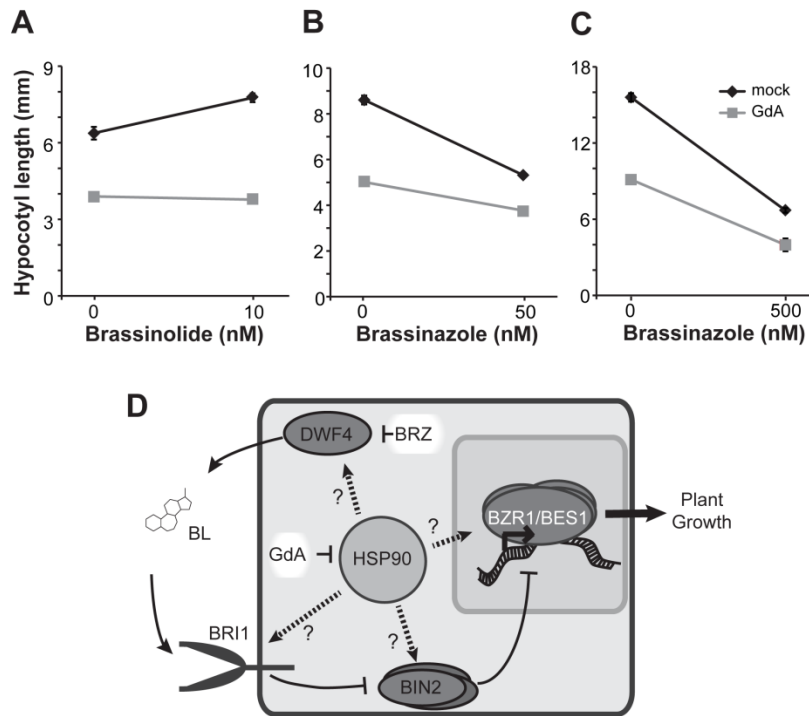 A
B
C
Hypocotyl length (mm)
9
6
3
0
0
10
Brassinolide (nM)
10
8
6
4
2
0
0
50
Brassinazole (nM)
18
12
6
0
0
500
Brassinazole (nM)
mock
GdA
D
DWF4
BRZ
?
BL
GdA
HSP90
?
BZR1/BES1
Plant
Growth
BRI1
?
?
BIN2